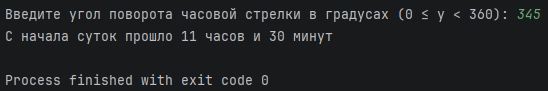 Введите угол поворота часовой стрелки в градусах (0 ≤ y < 360): 345
С начала суток прошло 11 часов и 30 минут
Process finished with exit code 0